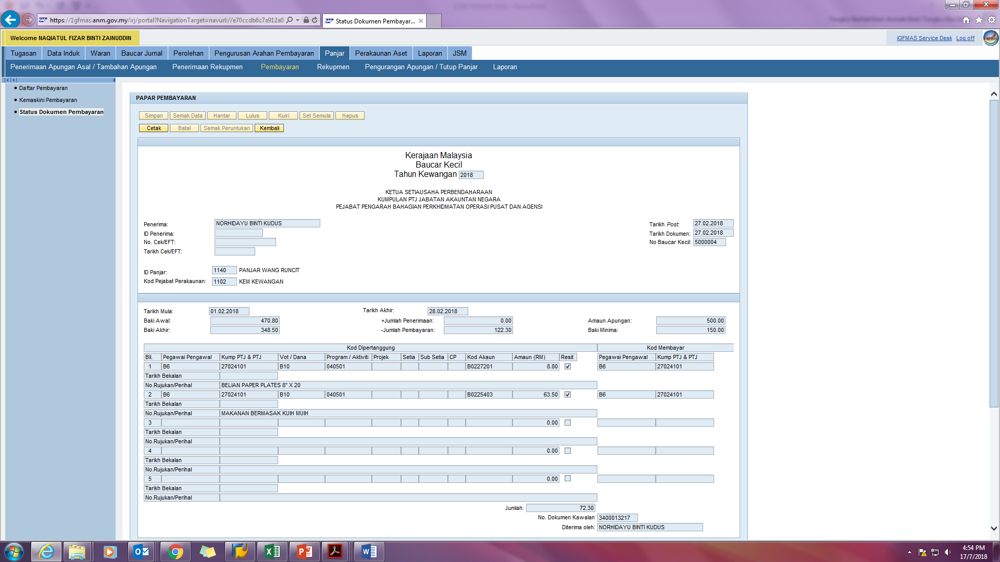 https://1gfmas.anm.gov.my/irj/portal?NavigationTarget=navurl://e70ccdb6c7a912a0
Status Dokumen Pembayar...
Welcome NAQIATUL FIZAR BINTI ZAINUDDIN
iGFMAS Service Desk Log off
Tugasan Data Induk Waran Baucar Jurnal Perolehan Pengurusan Arahan Pembayaran Panjar Perakaunan Aset Laporan JSM
Penerimaan Apungan Asal / Tambahan Apungan Penerimaan Rekupmen Pembayaran Rekupmen Pengurangan Apungan / Tutup Panjar Laporan
Daftar Pembayaran
Kemaskini Pembayaran
Status Dokumen Pembayaran
PAPAR PEMBAYARAN
Simpan Semak Data Hantar Lulus Kuiri Set Semula Hapus
Cetak Batal Semak Peruntukan Kembali
Kerajaan Malaysia
Baucar Kecil
Tahun Kewangan 2018
KETUA SETIAUSAHA PERBENDAHARAAN
KUMPULAN PTJ JABATAN AKAUNTAN NEGARA
PEJABAT PENGARAH BAHAGIAN PERKHIDMATAN OPERASI PUSAT DAN AGENSI
Penerima: NORHIDAYU BINTI KUDUS Tarikh Post: 27.02.2018
ID Penerima: Tarikh Dokumen: 27.02.2018
No. Cek/EFT: No Baucar Kecil: 5000004
Tarikh Cek/EFT:
ID Panjar: 1140 PANJAR WANG RUNCIT
Kod Pejabat Perakaunan: 1102 KEM KEWANGAN
Tarikh Mula: 01.02.2018 Tarikh Akhir: 28.02.2018
Baki Awal: 470.80 +Jumlah Penerimaan: 0.00 Amaun Apungan: 500.00
Baki Akhir: 348.50 -Jumlah Pembayaran: 122.30 Baki Minima: 150.00
Kod Dipertanggung Kod Membayar
Bil. Pegawai Pengawal Kump PTJ & PTJ Vot / Dana Program / Aktiviti Projek Setia Sub Setia CP Kod Akaun Amaun (RM) Resit Pegawai Pengawal Kump PTJ & PTJ
1 B6 27024101 B10 040501 B0227201 8.80 B6 27024101
Tarikh Bekalan
No.Rujukan/Perihal BELIAN PAPER PLATES 8" X 20
2 B6 27024101 B10 040501 B0225403 63.50 B6 27024101
Tarikh Bekalan
No.Rujukan/Perihal MAKANAN BERMASAK KUIH MUIH
3 0.00
Tarikh Bekalan
No.Rujukan/Perihal
4 0.00
Tarikh Bekalan
No.Rujukan/Perihal
5 0.00
Tarikh Bekalan
No.Rujukan/Perihal
Jumlah: 72.30
No. Dokumen Kawalan 3400013217
Diterima oleh: NORHIDAYU BINTI KUDUS
4:54 PM
17/7/2018